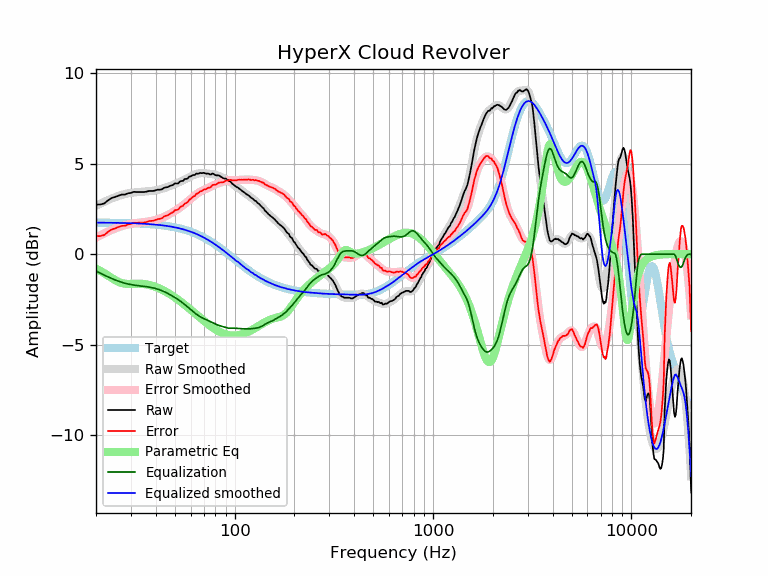 HyperX Cloud Revolver
Amplitude (dBr)
10
5
0
−5
−10
Target
Raw Smoothed
Error Smoothed
Raw
Error
Parametric Eq
Equalization
Equalized smoothed
100
1000
10000
Frequency (Hz)